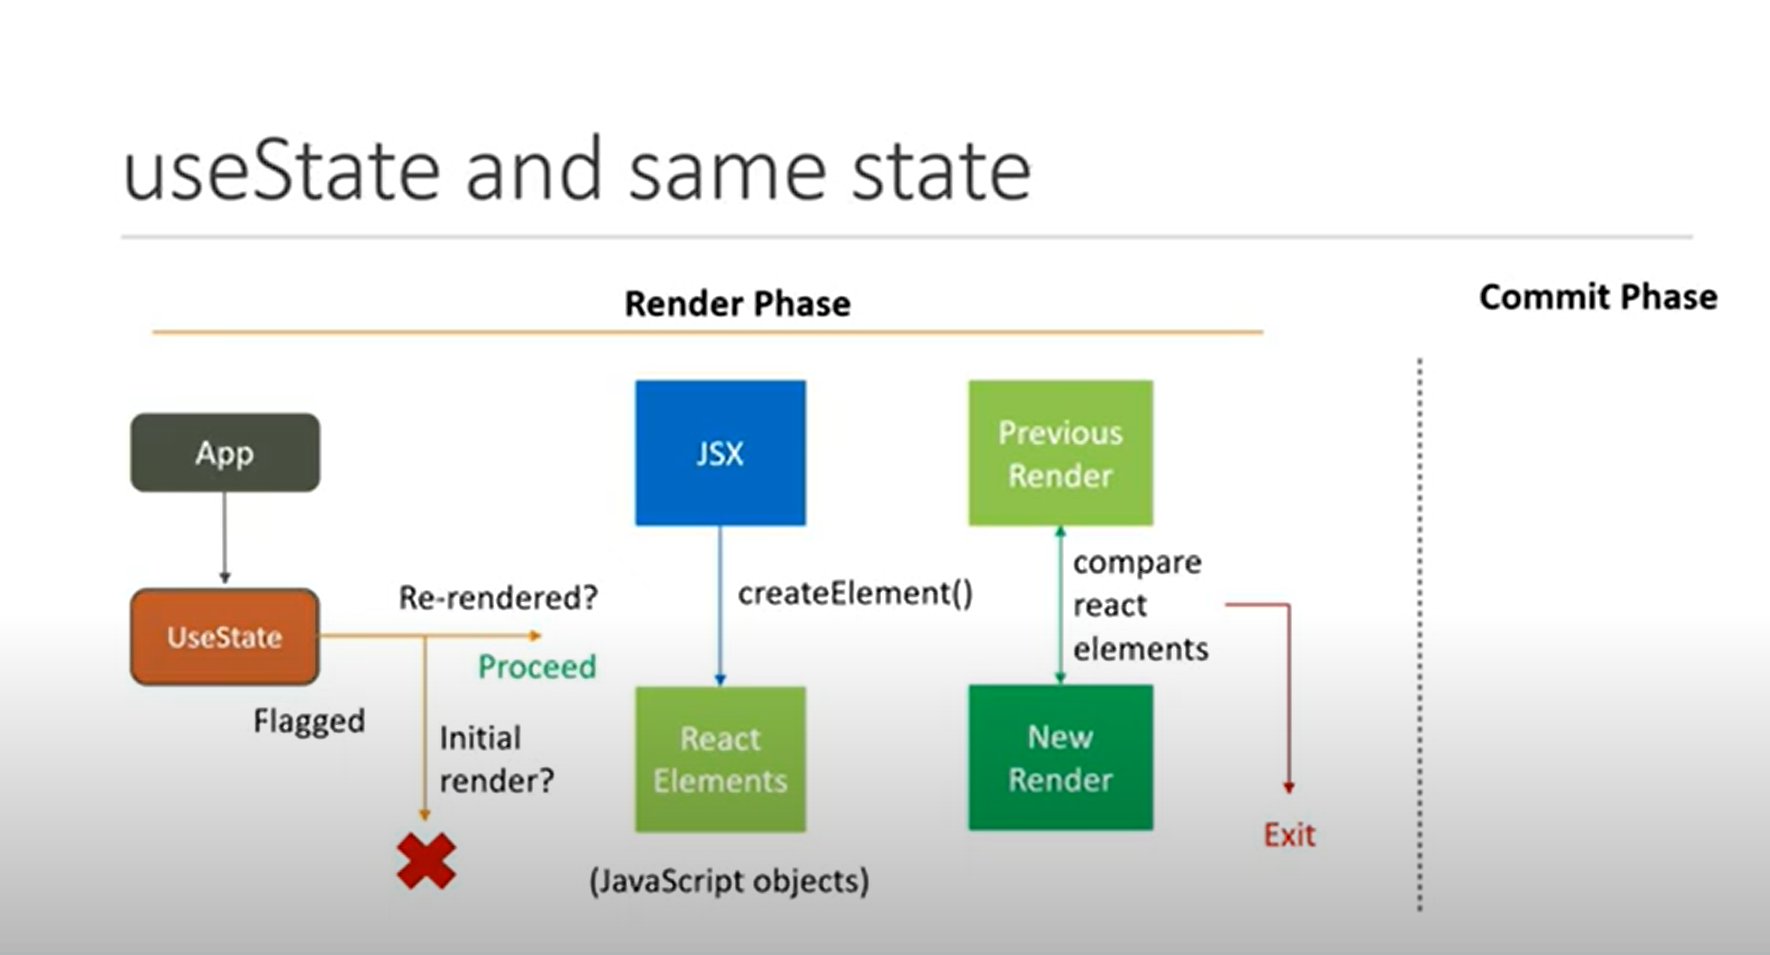 useState and same state
Render Phase
Commit Phase
App
UseState
Flagged
Re-rendered?
Proceed
Initial
render?
JSX
createElement()
React
Elements
(JavaScript objects)
Previous
Render
compare
react
elements
New
Render
Exit